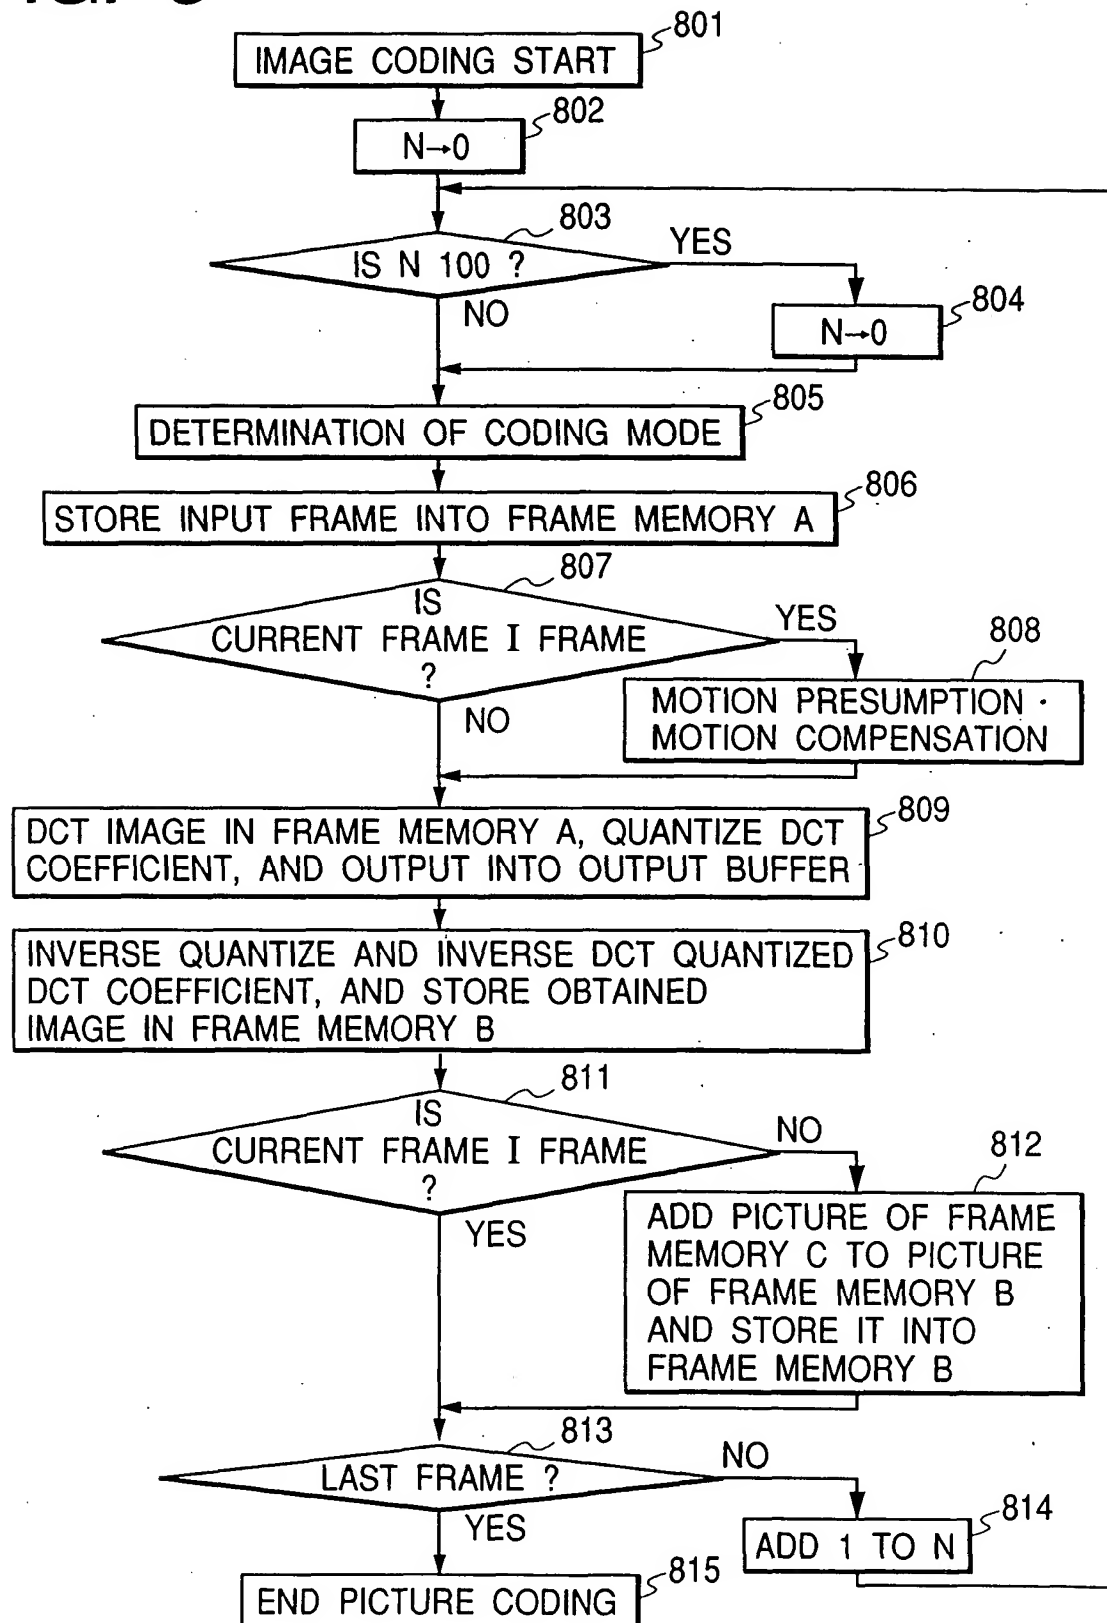 801
IMAGE CODING START
802
N→0
803
IS N 100 ?
YES
NO
804
N→0
805
DETERMINATION OF CODING MODE
806
STORE INPUT FRAME INTO FRAME MEMORY A
807
IS
CURRENT FRAME I FRAME
?
YES
NO
808
MOTION PRESUMPTION ·
MOTION COMPENSATION
809
DCT IMAGE IN FRAME MEMORY A, QUANTIZE DCT
COEFFICIENT, AND OUTPUT INTO OUTPUT BUFFER
810
INVERSE QUANTIZE AND INVERSE DCT QUANTIZED
DCT COEFFICIENT, AND STORE OBTAINED
IMAGE IN FRAME MEMORY B
811
IS
CURRENT FRAME I FRAME
?
NO
YES
812
ADD PICTURE OF FRAME
MEMORY C TO PICTURE
OF FRAME MEMORY B
AND STORE IT INTO
FRAME MEMORY B
813
LAST FRAME ?
NO
YES
814
ADD 1 TO N
815
END PICTURE CODING